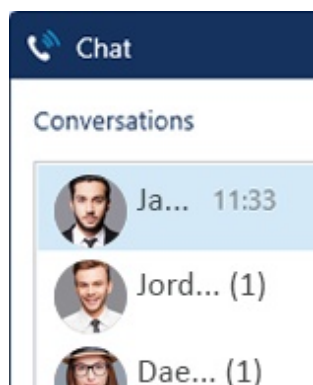 Chat
Conversations
Ja... 11:33
Jord... (1)
Dae... (1)